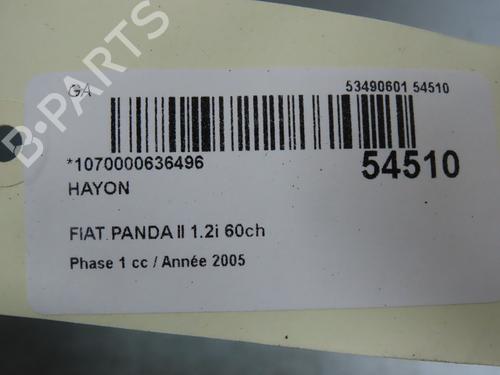 GA
53490601 54510
*1070000636496
54510
HAYON
FIAT PANDA II 1.2i 60ch
Phase 1 cc / Année 2005
B-PARTS